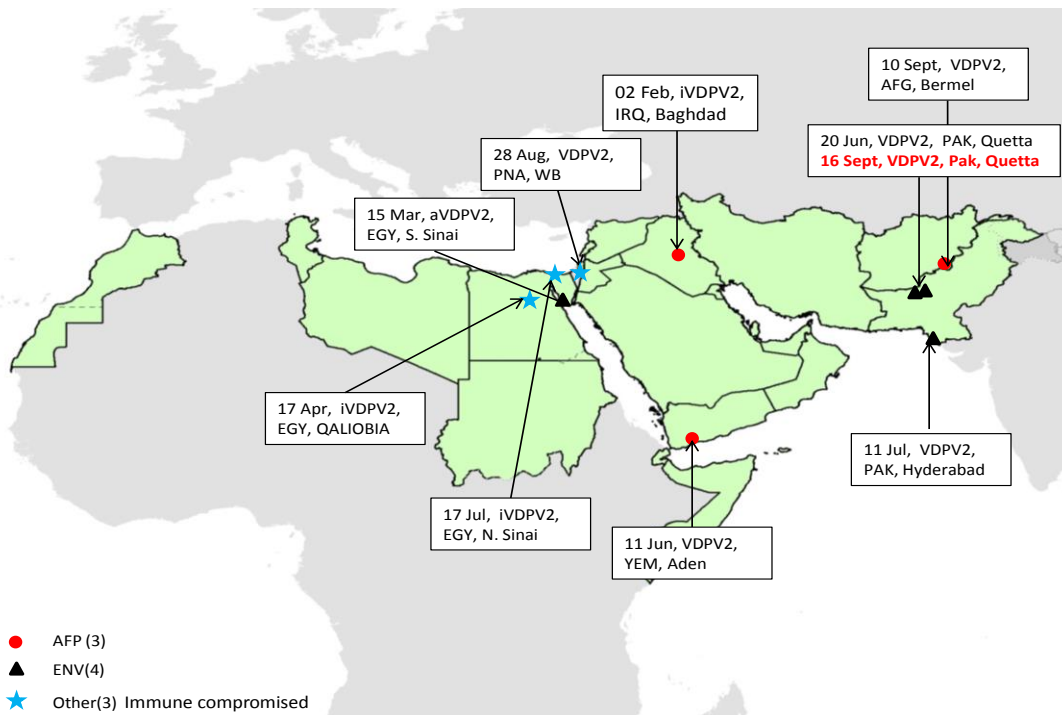 10 Sept, VDPV2,
AFG, Bermel
02 Feb, iVDPV2,
IRQ, Baghdad
20 Jun, VDPV2, PAK, Quetta
16 Sept, VDPV2, Pak, Quetta
28 Aug, VDPV2,
PNA, WB
15 Mar, aVDPV2,
EGY, S. Sinai
17 Apr, iVDPV2,
EGY, QALIOBIA
11 Jul, VDPV2,
PAK, Hyderabad
17 Jul, iVDPV2,
EGY, N. Sinai
11 Jun, VDPV2,
YEM, Aden
AFP (3)
ENV(4)
Other(3) Immune compromised